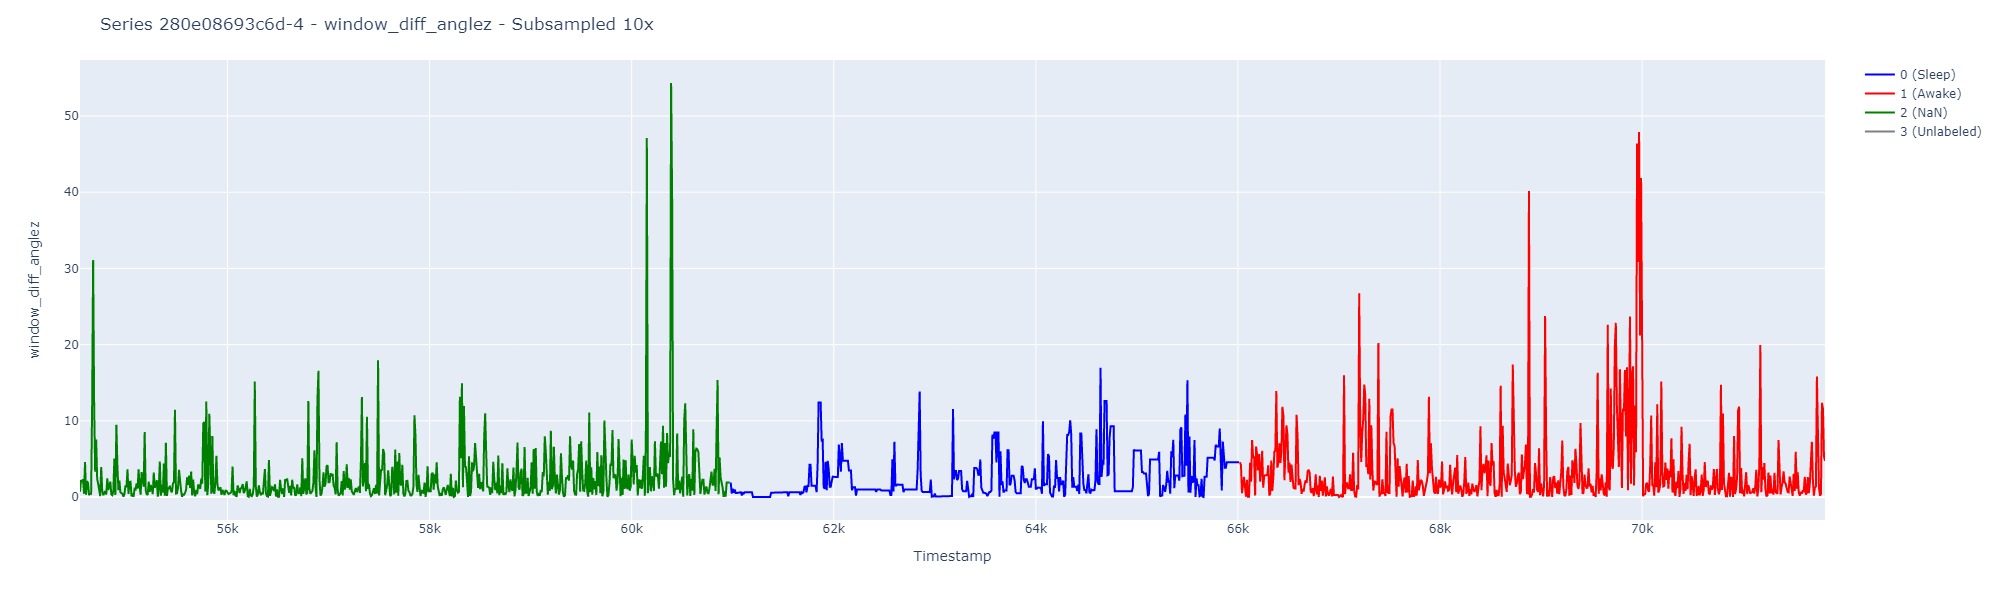 Series 280e08693c6d-4 - window_diff_anglez - Subsampled 10x
0 (Sleep)
1 (Awake)
2 (NaN)
3 (Unlabeled)
50
40
30
20
10
0
window_diff_anglez
56k 58k 60k 62k 64k 66k 68k 70k
Timestamp